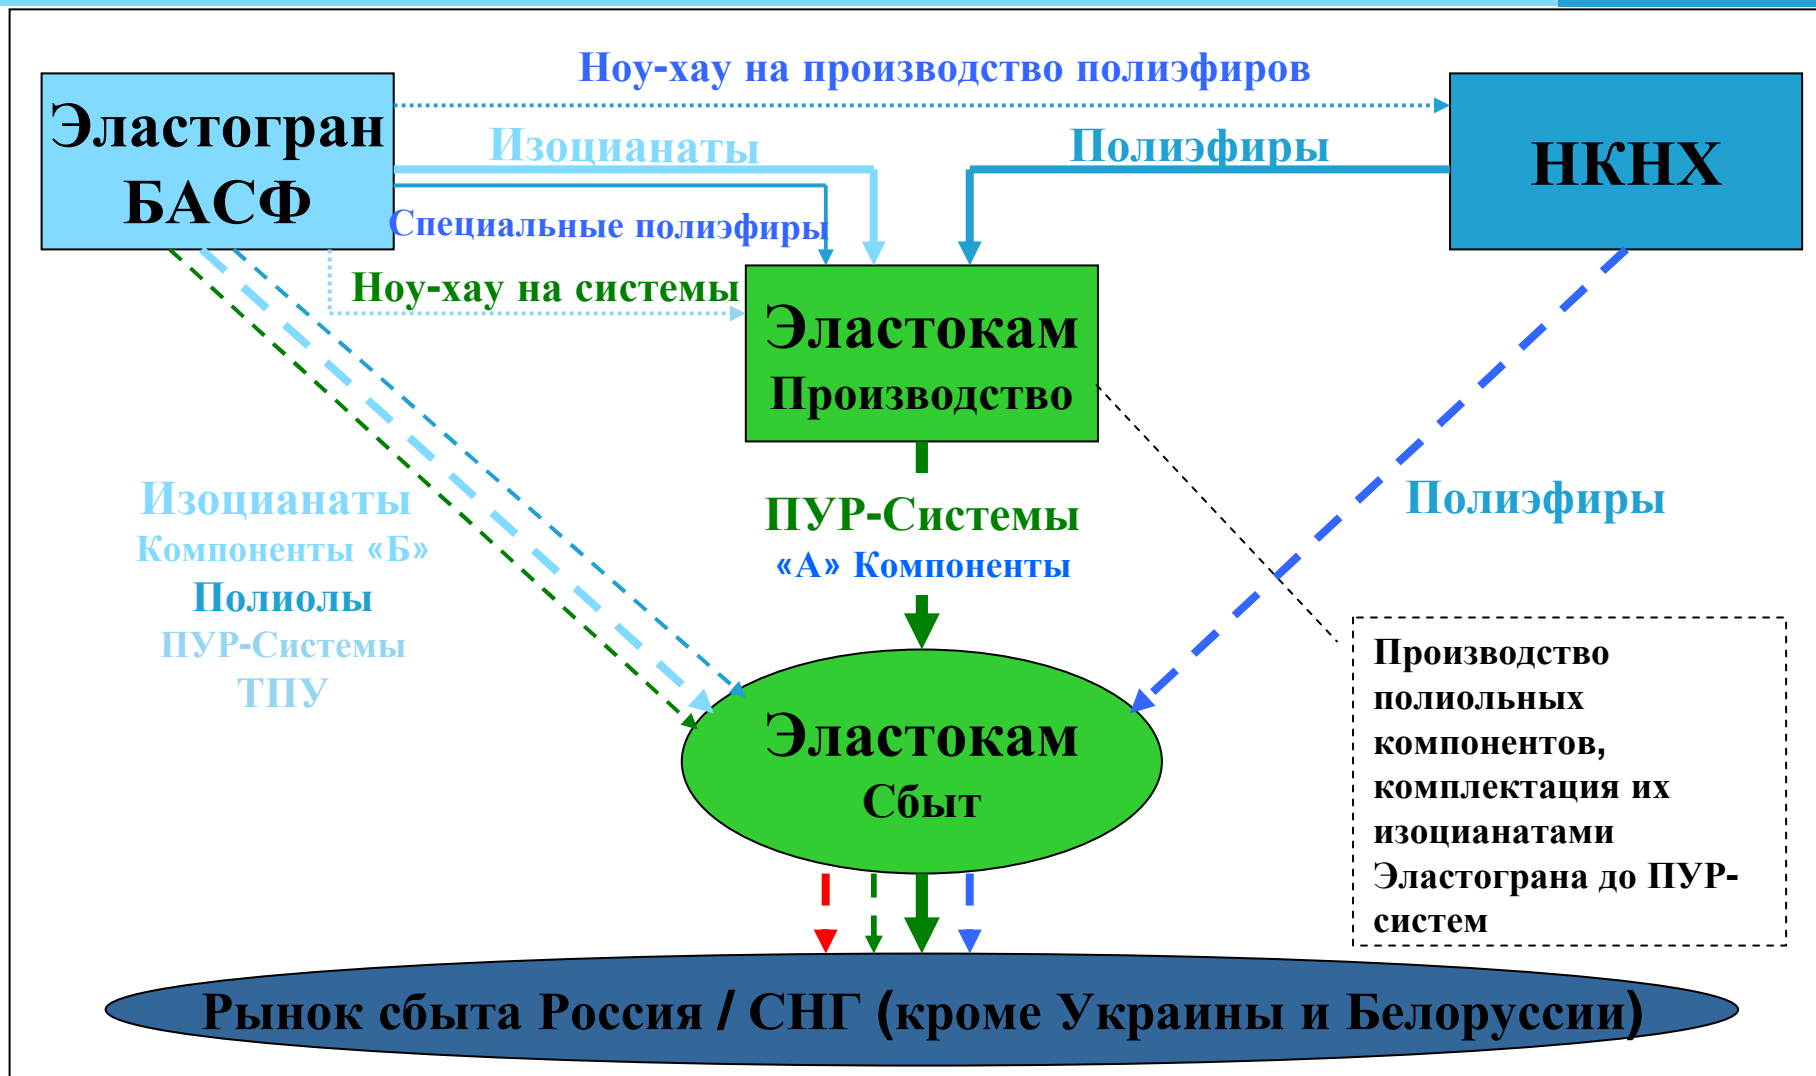 Ноу-хау на производство полиэфиров
Эластогран
БАСФ
Изоцианаты
Полиэфиры
НКНХ
Специальные полиэфиры
Ноу-хау на системы
Эластокам
Производство
Изоцианаты
Компоненты «Б»
Полиолы
ПУР-Системы
ТПУ
ПУР-Системы
«А» Компоненты
Полиэфиры
Производство
полиольных
компонентов,
комплектация их
изоцианатами
Эластограна до ПУР-
систем
Эластокам
Сбыт
Рынок сбыта Россия / СНГ (кроме Украины и Белоруссии)